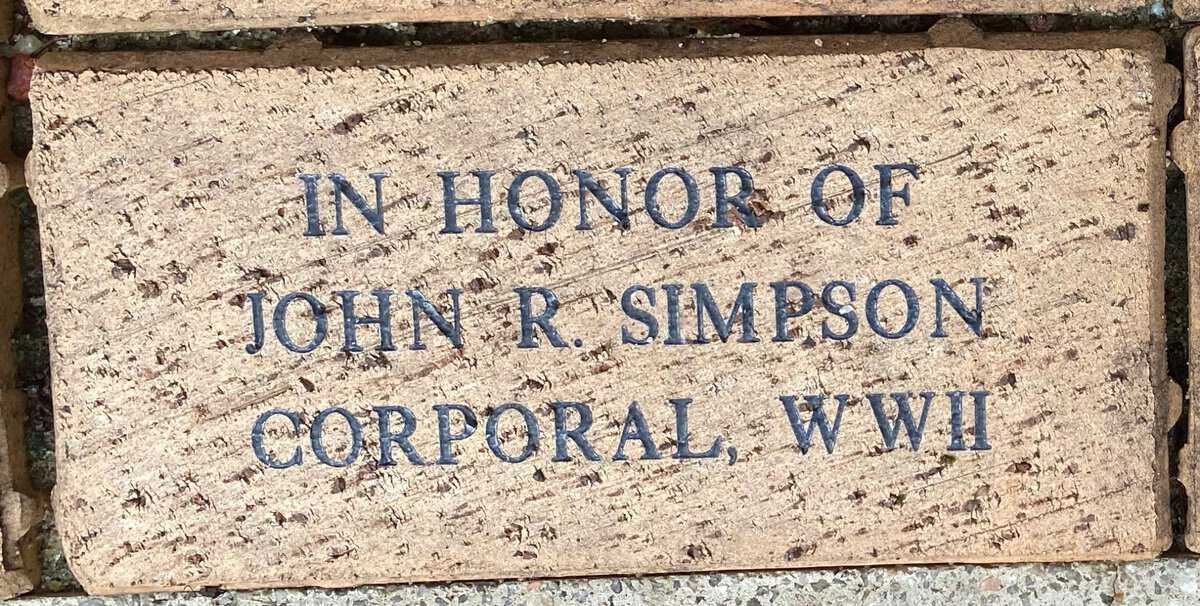 IN HONOR OF
JOHN R. SIMPSON
CORPORAL, WWII